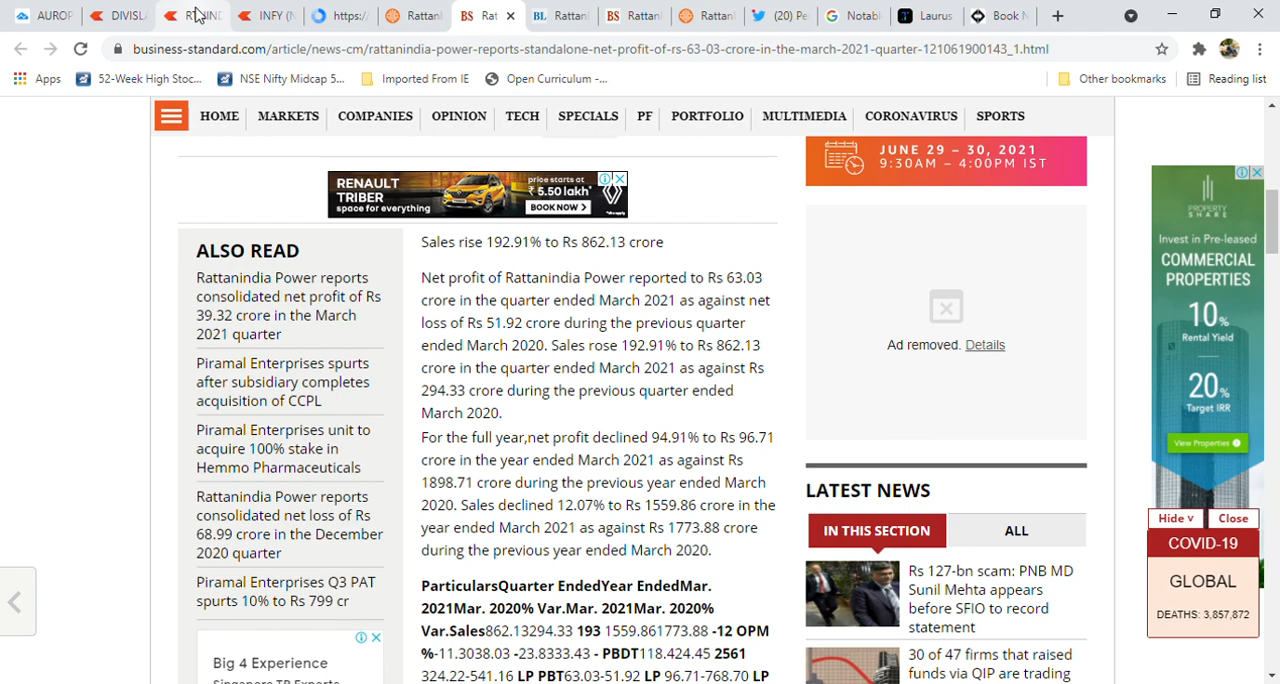 AUROP
DIVISLA
INFY (N
https:/
Rattani
BS Rat
BL Rattani
BS Rattani
Rattani
(20) Pe
Notabl
Laurus
Book N
business-standard.com/article/news-cm/rattanindia-power-reports-standalone-net-profit-of-rs-63-03-crore-in-the-march-2021-quarter-121061900143_1.html
Apps
52-Week High Stoc...
NSE Nifty Midcap 5...
Imported From IE
Open Curriculum -...
Other bookmarks
Reading list
HOME
MARKETS
COMPANIES
OPINION
TECH
SPECIALS
PF
PORTFOLIO
MULTIMEDIA
CORONAVIRUS
SPORTS
RENAULT
TRIBER
space for everything
price starts at
₹ 5.50 lakh*
BOOK NOW >
ALSO READ
Rattanindia Power reports
consolidated net profit of Rs
39.32 crore in the March
2021 quarter
Piramal Enterprises spurts
after subsidiary completes
acquisition of CCPL
Piramal Enterprises unit to
acquire 100% stake in
Hemmo Pharmaceuticals
Rattanindia Power reports
consolidated net loss of Rs
68.99 crore in the December
2020 quarter
Piramal Enterprises Q3 PAT
spurts 10% to Rs 799 cr
Big 4 Experience
Sales rise 192.91% to Rs 862.13 crore
Net profit of Rattanindia Power reported to Rs 63.03
crore in the quarter ended March 2021 as against net
loss of Rs 51.92 crore during the previous quarter
ended March 2020. Sales rose 192.91% to Rs 862.13
crore in the quarter ended March 2021 as against Rs
294.33 crore during the previous quarter ended
March 2020.
For the full year,net profit declined 94.91% to Rs 96.71
crore in the year ended March 2021 as against Rs
1898.71 crore during the previous year ended March
2020. Sales declined 12.07% to Rs 1559.86 crore in the
year ended March 2021 as against Rs 1773.88 crore
during the previous year ended March 2020.
ParticularsQuarter EndedYear EndedMar.
2021Mar. 2020% Var.Mar. 2021Mar. 2020%
Var.Sales862.13294.33 193 1559.861773.88 -12 OPM
%-11.3038.03 -23.8333.43 - PBDT118.424.45 2561
324.22-541.16 LP PBT63.03-51.92 LP 96.71-768.70 LP
JUNE 29 – 30, 2021
9:30AM – 4:00PM IST
Ad removed. Details
LATEST NEWS
IN THIS SECTION
ALL
Rs 127-bn scam: PNB MD
Sunil Mehta appears
before SFIO to record
statement
30 of 47 firms that raised
funds via QIP are trading
PROPERTY
SHARE
Invest in Pre-leased
COMMERCIAL
PROPERTIES
10%
Rental Yield
20%
Target IRR
View Properties
Hide v
Close
COVID-19
GLOBAL
DEATHS: 3,857,872